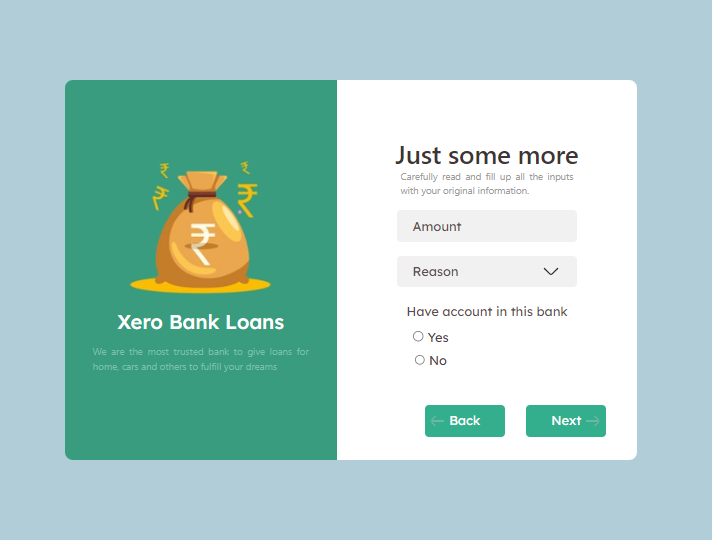 ₹
₹
₹
₹
₹
Xero Bank Loans
We are the most trusted bank to give loans for
home, cars and others to fulfill your dreams
Just some more
Carefully read and fill up all the inputs
with your original information.
Amount
Reason
Have account in this bank
Yes
No
Back
Next